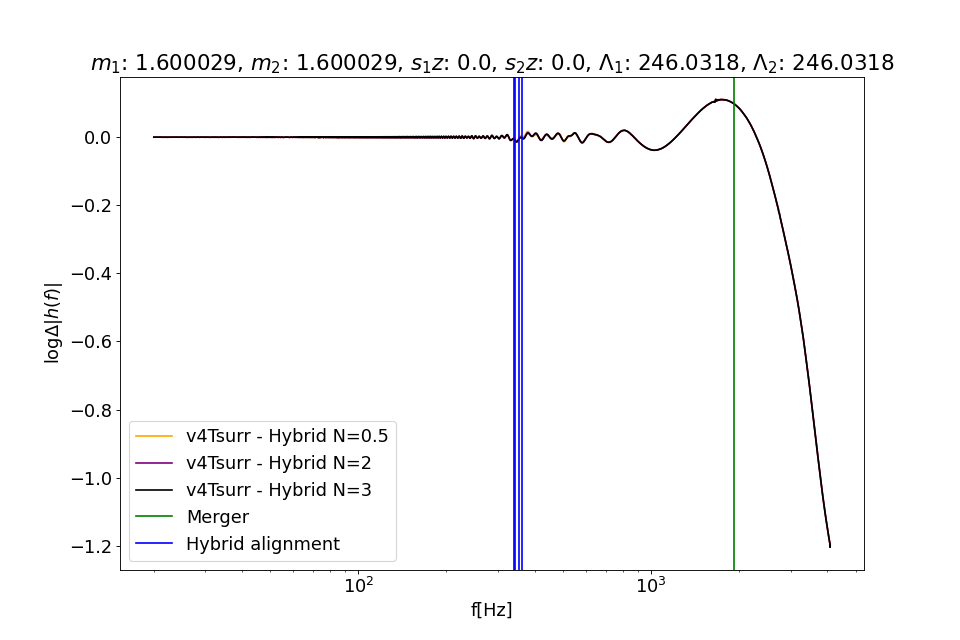 m₁: 1.600029, m₂: 1.600029, s₁z: 0.0, s₂z: 0.0, Λ₁: 246.0318, Λ₂: 246.0318
logΔ|h(f)|
0.0
−0.2
−0.4
−0.6
−0.8
−1.0
−1.2
v4Tsurr - Hybrid N=0.5
v4Tsurr - Hybrid N=2
v4Tsurr - Hybrid N=3
Merger
Hybrid alignment
10² 10³
f[Hz]